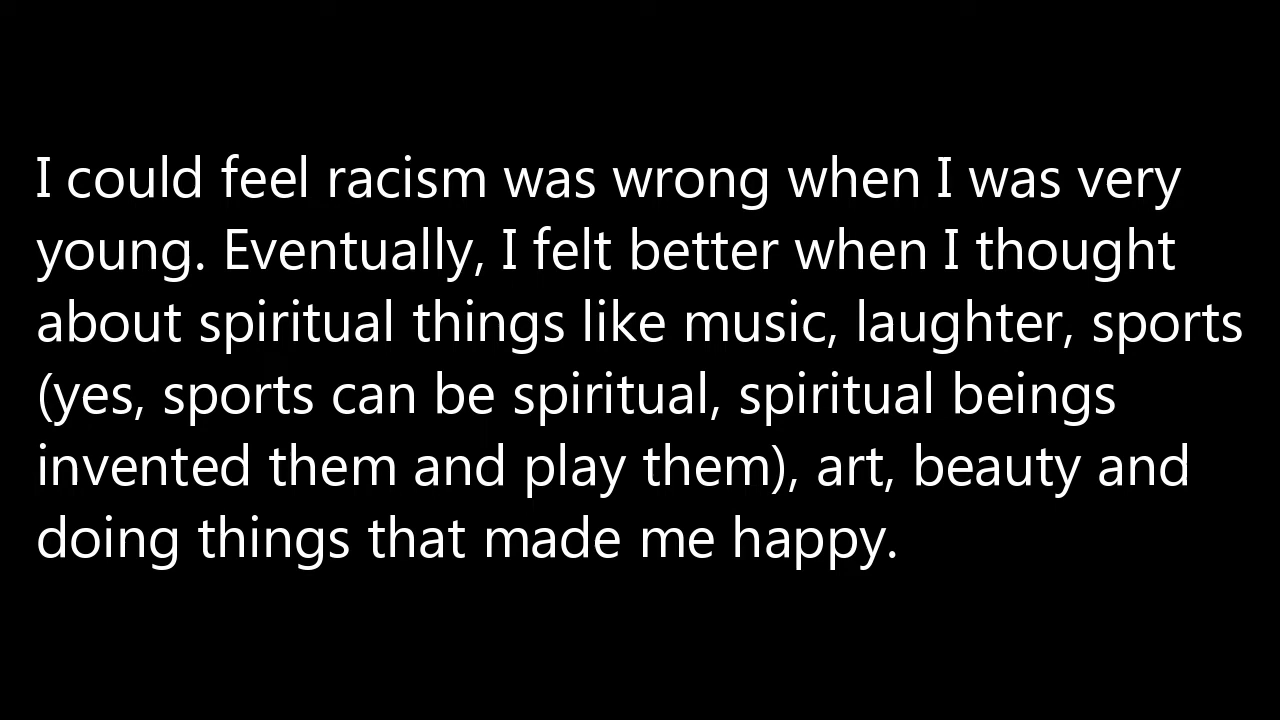 I could feel racism was wrong when I was very
young. Eventually, I felt better when I thought
about spiritual things like music, laughter, sports
(yes, sports can be spiritual, spiritual beings
invented them and play them), art, beauty and
doing things that made me happy.